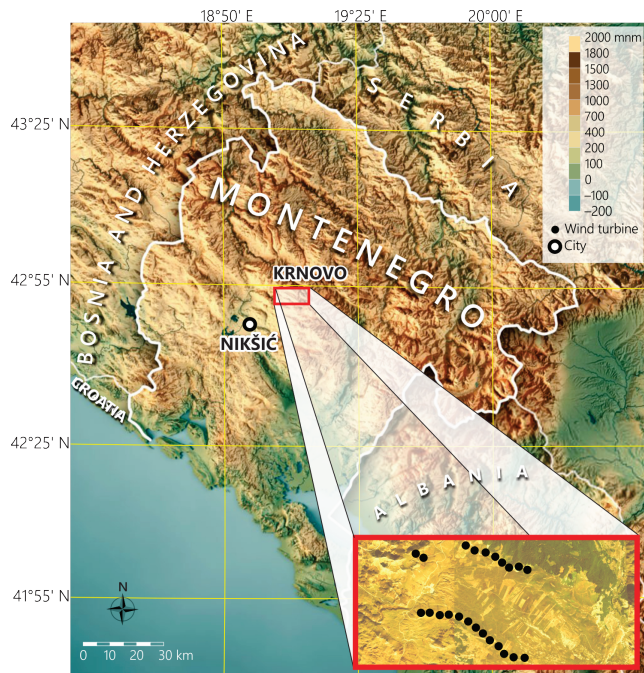 18°50' E
19°25' E
20°00' E
2000 mnm
1800
1500
1300
1000
700
400
200
100
0
–100
–200
Wind turbine
City
43°25' N
42°55' N
42°25' N
41°55' N
BOSNIA AND HERZEGOVINA
SERBIA
MONTENEGRO
KRNOVO
NIKŠIĆ
CROATIA
ALBANIA
N
0 10 20 30 km